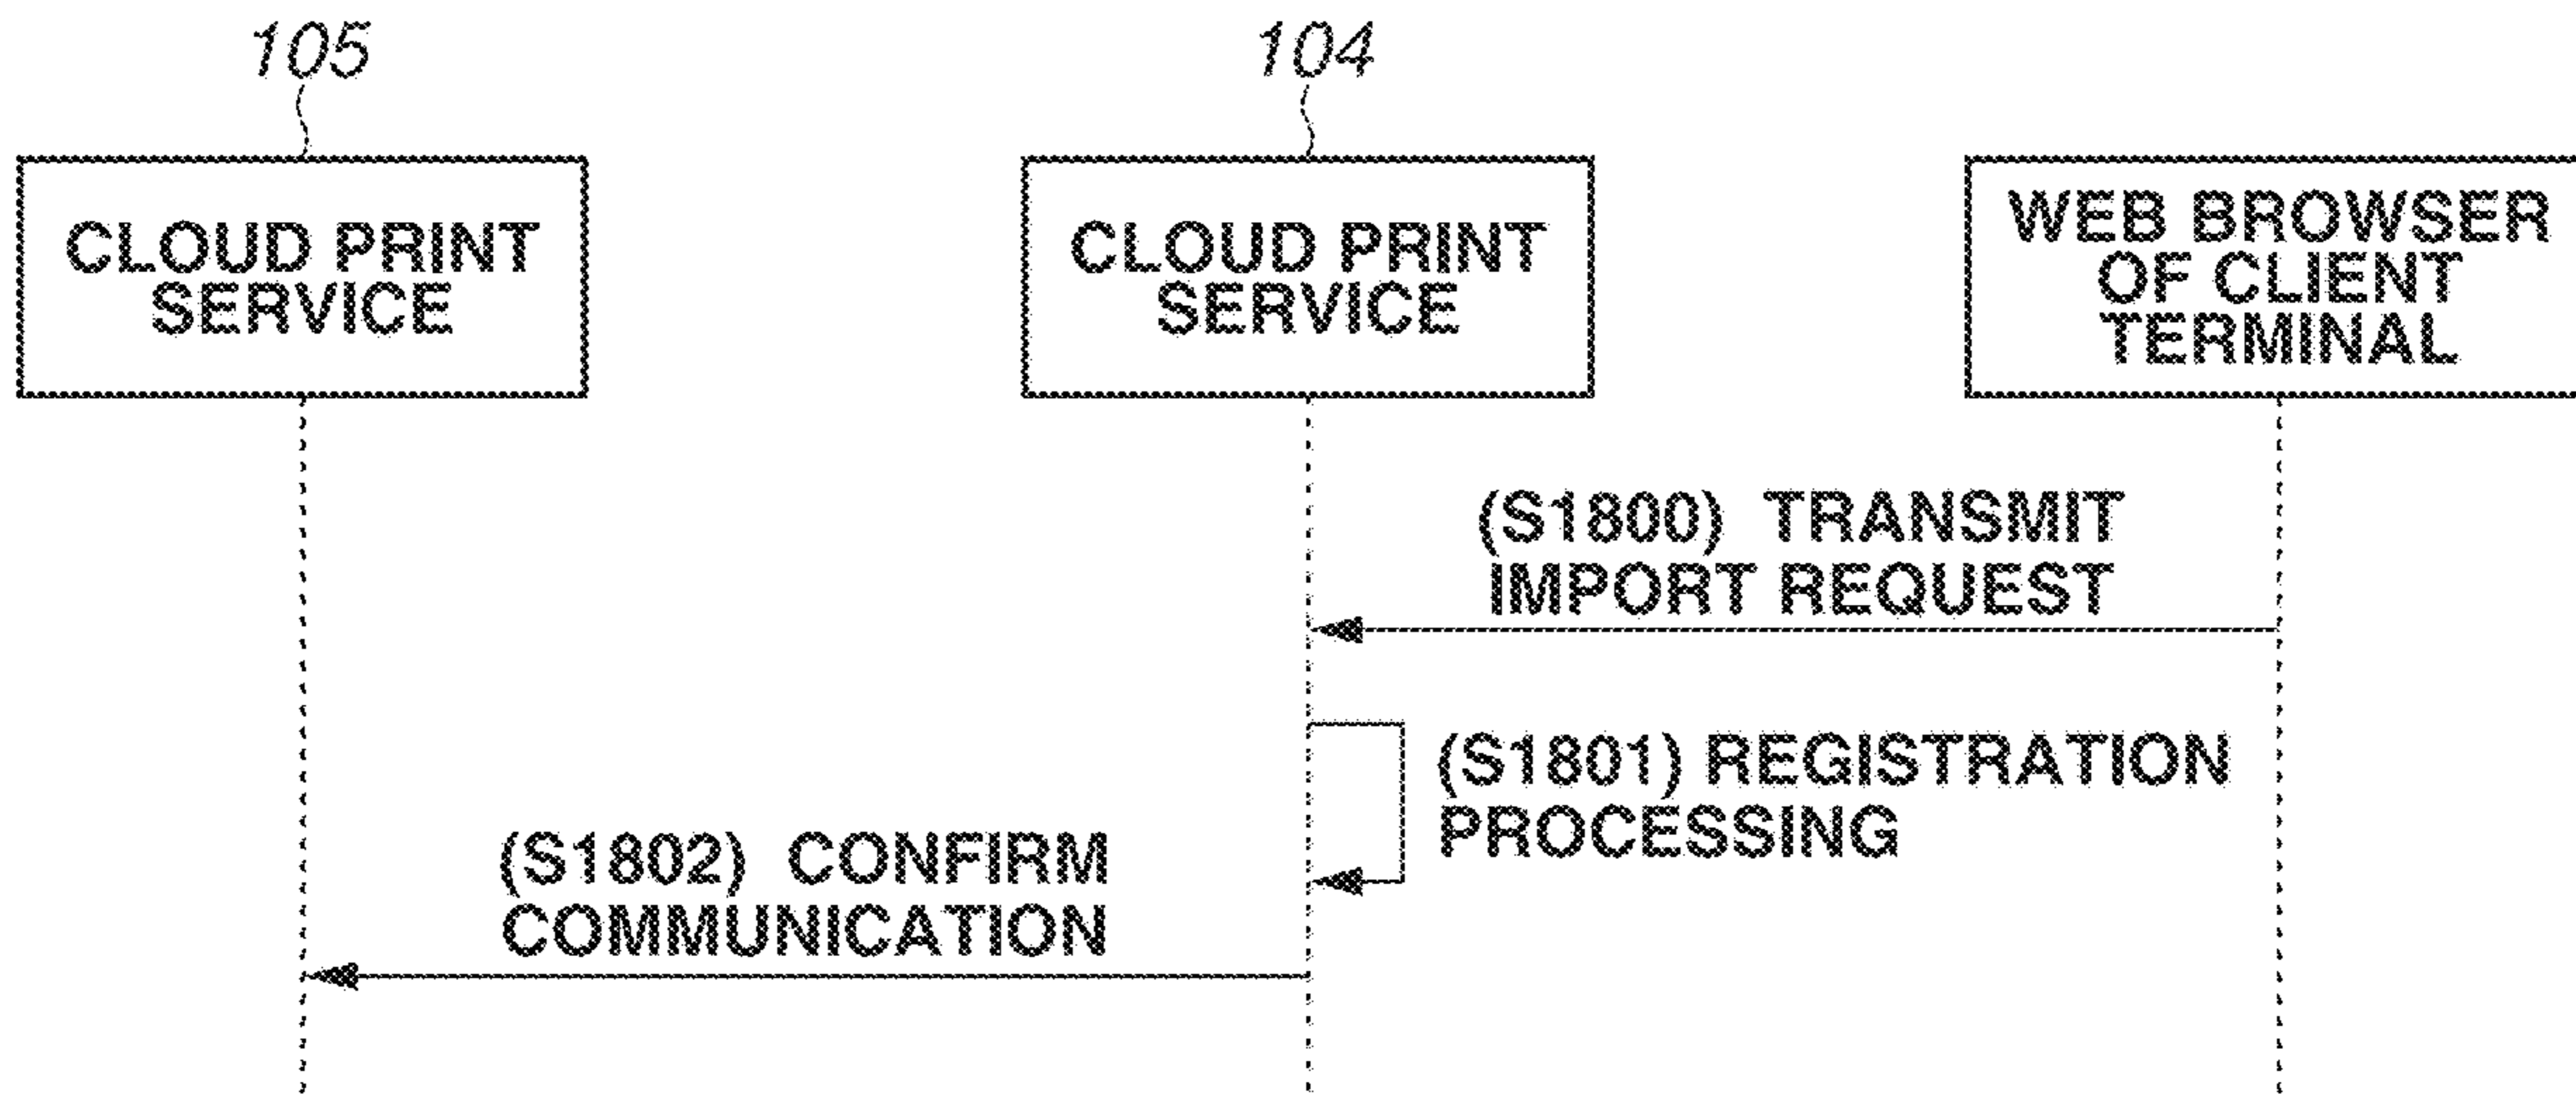 105
104
CLOUD PRINT
SERVICE
CLOUD PRINT
SERVICE
WEB BROWSER
OF CLIENT
TERMINAL
(S1800) TRANSMIT
IMPORT REQUEST
(S1801) REGISTRATION
PROCESSING
(S1802) CONFIRM
COMMUNICATION